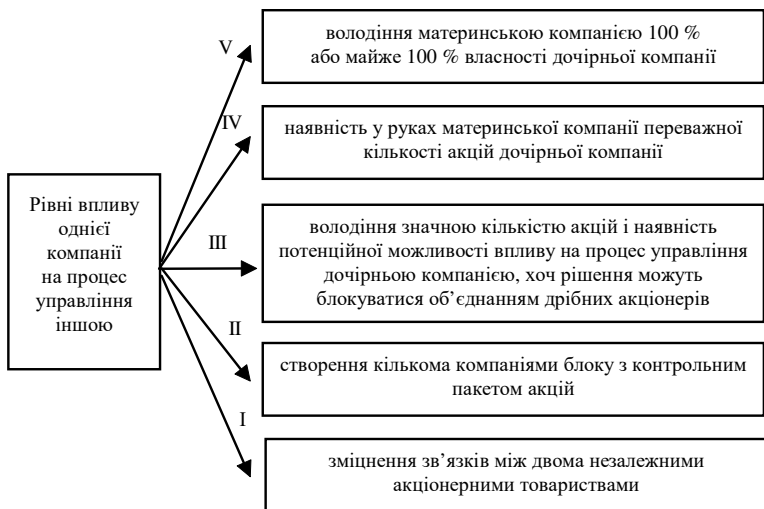 V
володіння материнською компанією 100 %
або майже 100 % власності дочірньої компанії
IV
наявність у руках материнської компанії переважної
кількості акцій дочірньої компанії
Рівні впливу
однієї
компанії
на процес
управління
іншою
III
володіння значною кількістю акцій і наявність
потенційної можливості впливу на процес управління
дочірньою компанією, хоч рішення можуть
блокуватися об’єднанням дрібних акціонерів
II
створення кількома компаніями блоку з контрольним
пакетом акцій
I
зміцнення зв’язків між двома незалежними
акціонерними товариствами